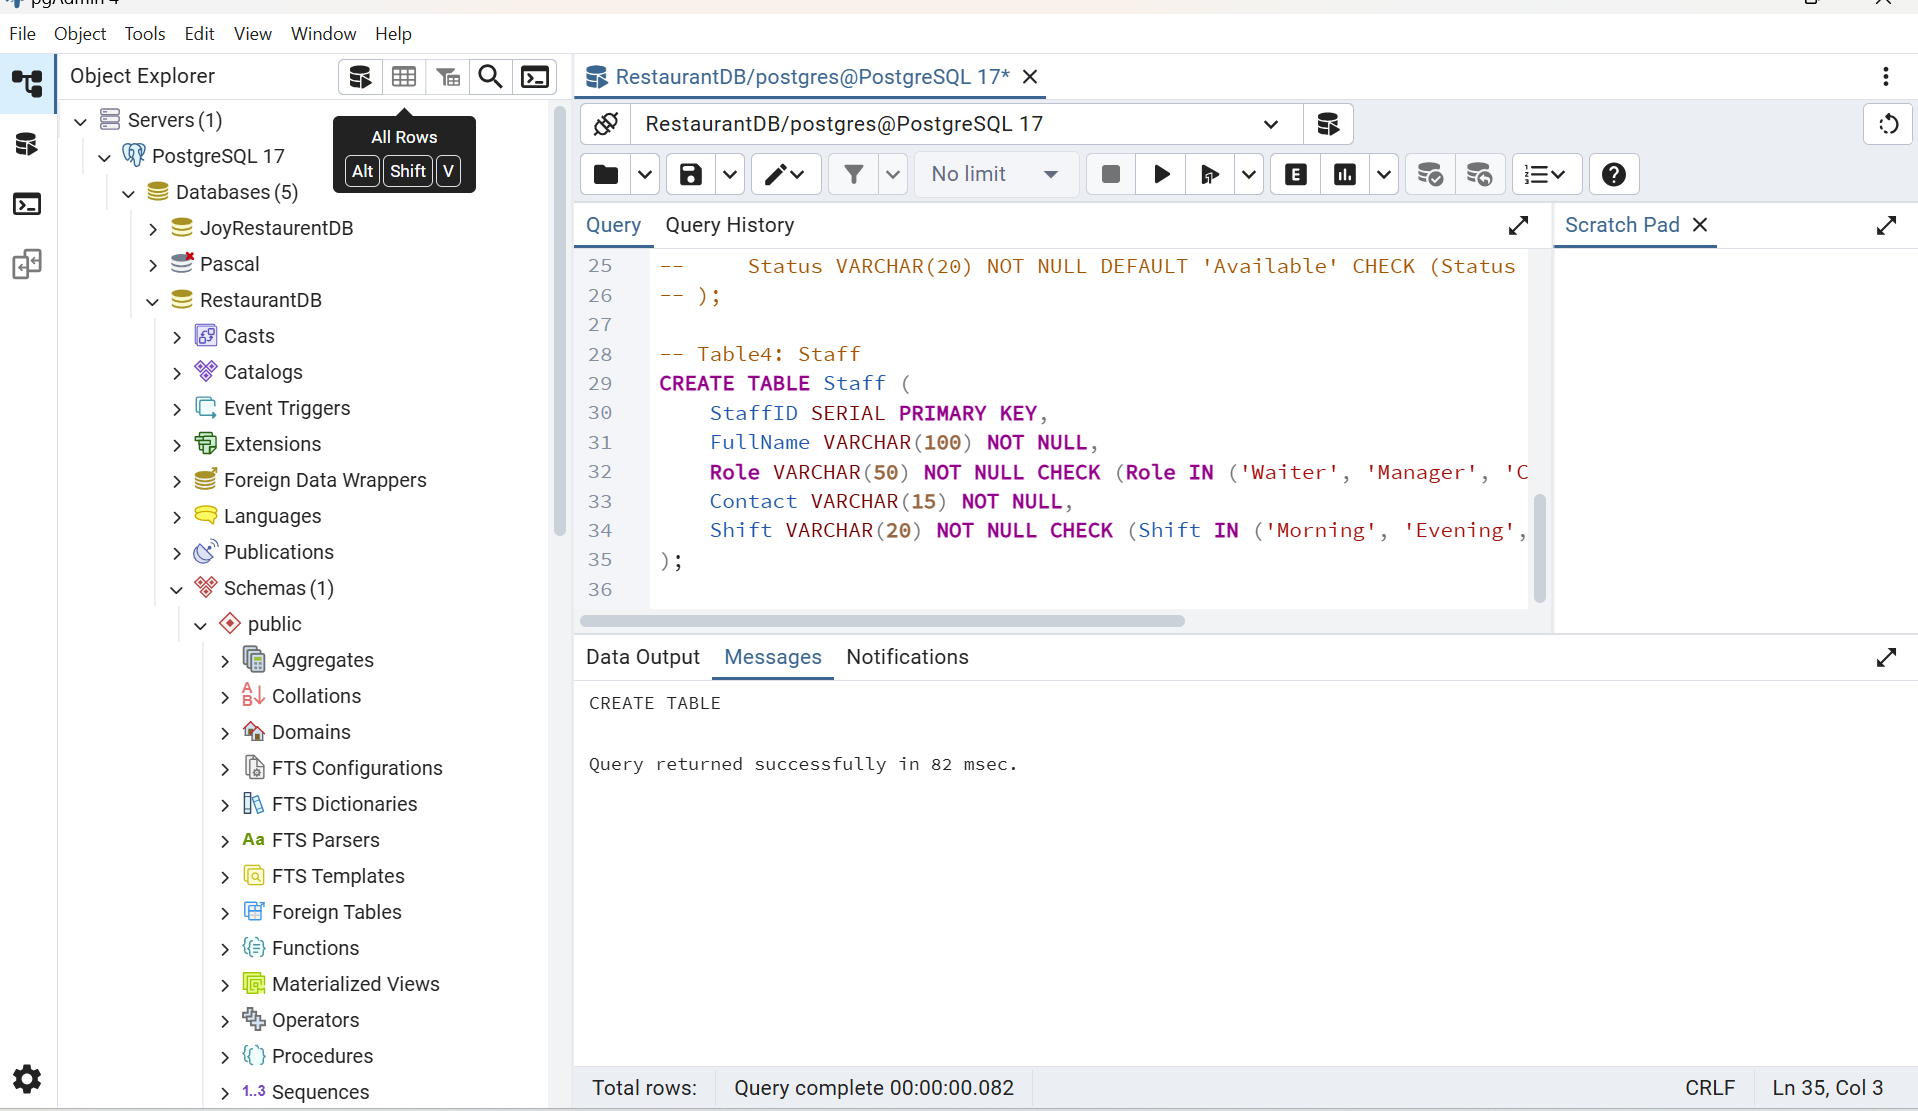 pgAdmin 4
File Object Tools Edit View Window Help
Object Explorer
All Rows
Alt Shift V
Servers (1)
PostgreSQL 17
Databases (5)
JoyRestaurentDB
Pascal
RestaurantDB
Casts
Catalogs
Event Triggers
Extensions
Foreign Data Wrappers
Languages
Publications
Schemas (1)
public
Aggregates
Collations
Domains
FTS Configurations
FTS Dictionaries
Aa FTS Parsers
FTS Templates
Foreign Tables
Functions
Materialized Views
Operators
Procedures
1..3 Sequences
RestaurantDB/postgres@PostgreSQL 17*
RestaurantDB/postgres@PostgreSQL 17
No limit
E
Query Query History
Scratch Pad
25 --     Status VARCHAR(20) NOT NULL DEFAULT 'Available' CHECK (Status
26 -- );
27
28 -- Table4: Staff
29 CREATE TABLE Staff (
30     StaffID SERIAL PRIMARY KEY,
31     FullName VARCHAR(100) NOT NULL,
32     Role VARCHAR(50) NOT NULL CHECK (Role IN ('Waiter', 'Manager', 'C
33     Contact VARCHAR(15) NOT NULL,
34     Shift VARCHAR(20) NOT NULL CHECK (Shift IN ('Morning', 'Evening',
35 );
36
Data Output Messages Notifications
CREATE TABLE
Query returned successfully in 82 msec.
Total rows: Query complete 00:00:00.082 CRLF Ln 35, Col 3